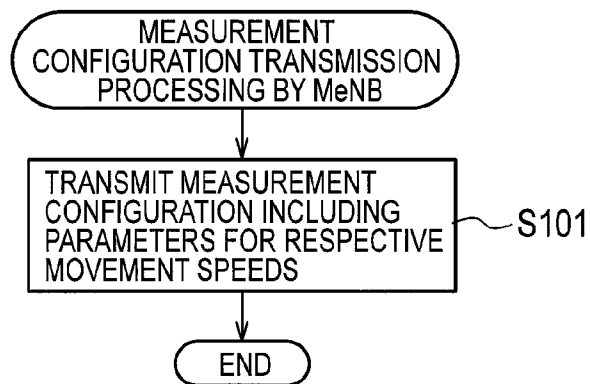 MEASUREMENT
CONFIGURATION TRANSMISSION
PROCESSING BY MeNB
TRANSMIT MEASUREMENT
CONFIGURATION INCLUDING
PARAMETERS FOR RESPECTIVE
MOVEMENT SPEEDS
S101
END